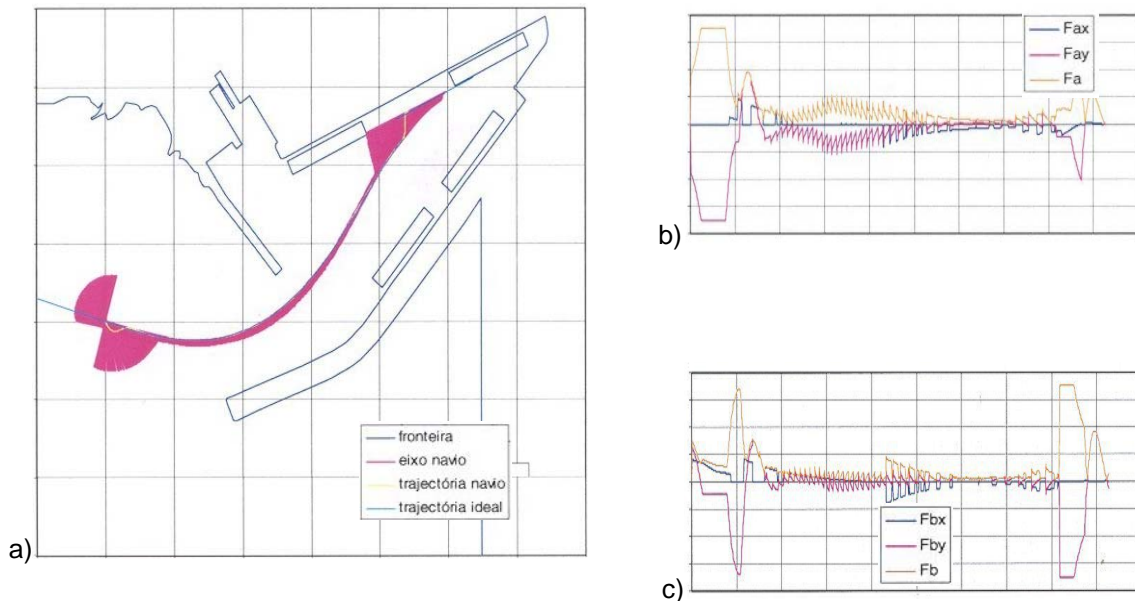 fronteira
eixo navio
trajectória navio
trajectória ideal
a)
Fax
Fay
Fa
b)
Fbx
Fby
Fb
c)